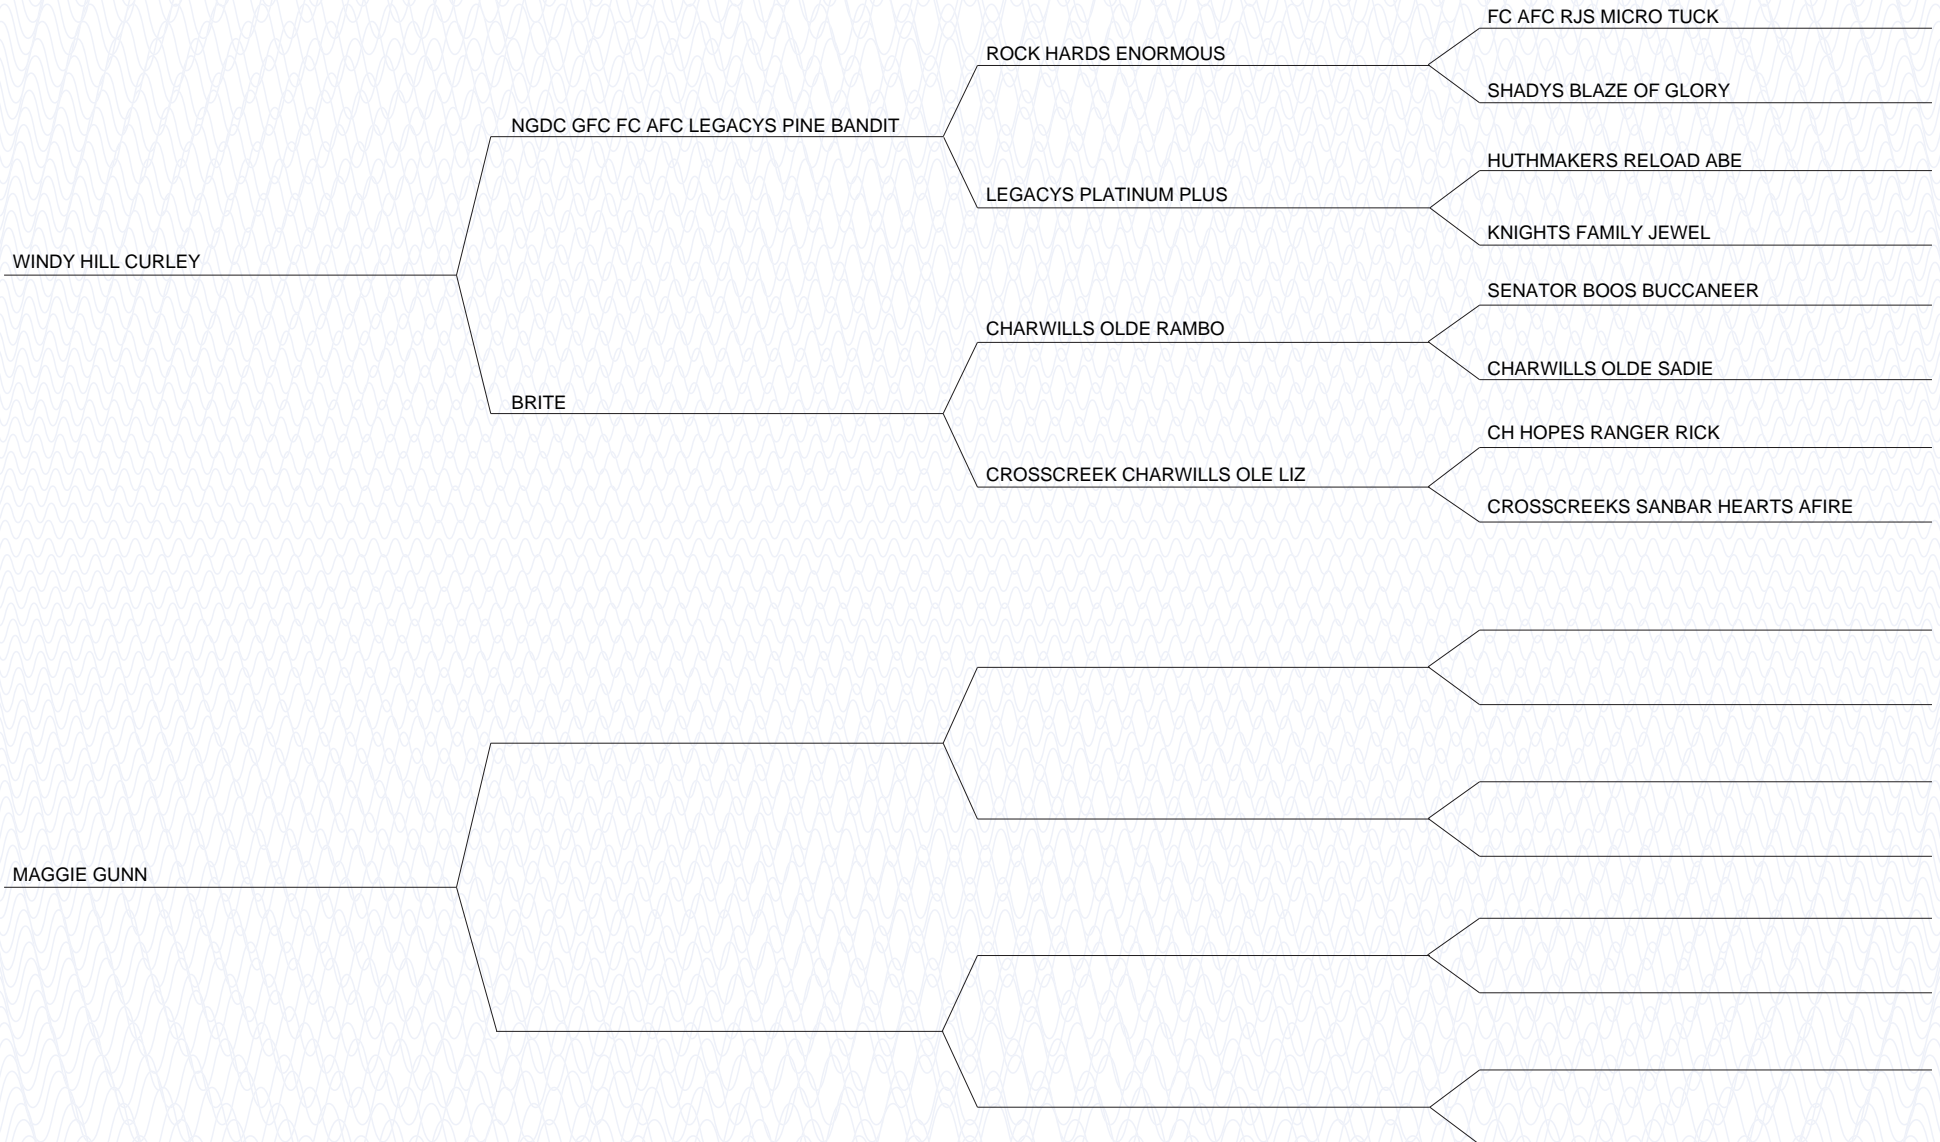 FC AFC RJS MICRO TUCK
ROCK HARDS ENORMOUS
SHADYS BLAZE OF GLORY
NGDC GFC FC AFC LEGACYS PINE BANDIT
HUTHMAKERS RELOAD ABE
LEGACYS PLATINUM PLUS
KNIGHTS FAMILY JEWEL
WINDY HILL CURLEY
SENATOR BOOS BUCCANEER
CHARWILLS OLDE RAMBO
CHARWILLS OLDE SADIE
BRITE
CH HOPES RANGER RICK
CROSSCREEK CHARWILLS OLE LIZ
CROSSCREEKS SANBAR HEARTS AFIRE
MAGGIE GUNN